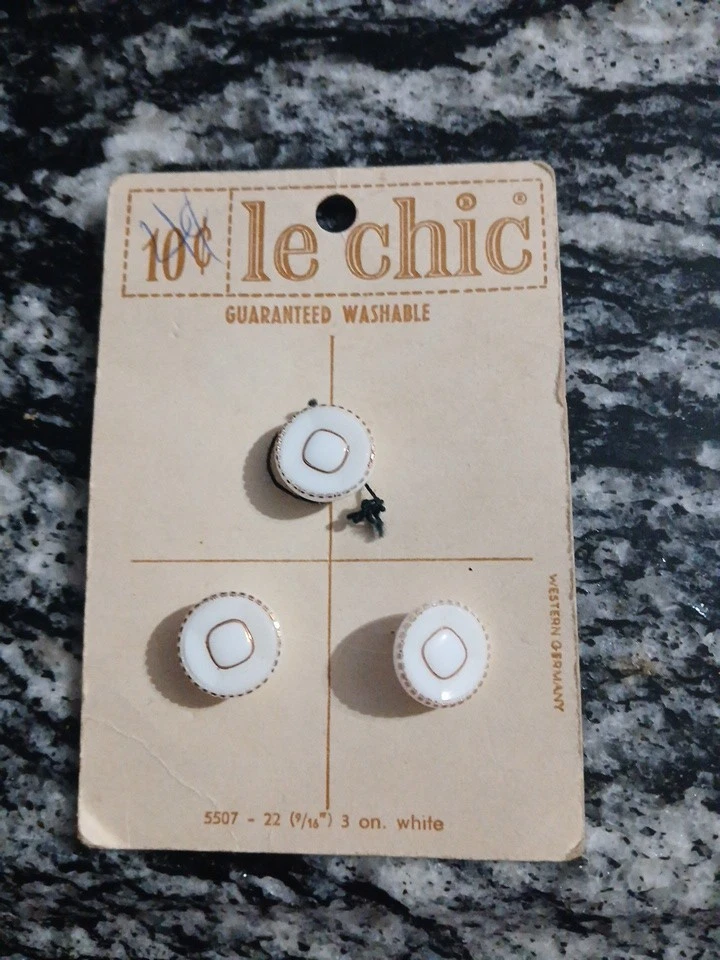 10¢ le chic®
GUARANTEED WASHABLE
WESTERN GERMANY
5507 - 22 (9/16") 3 on. white